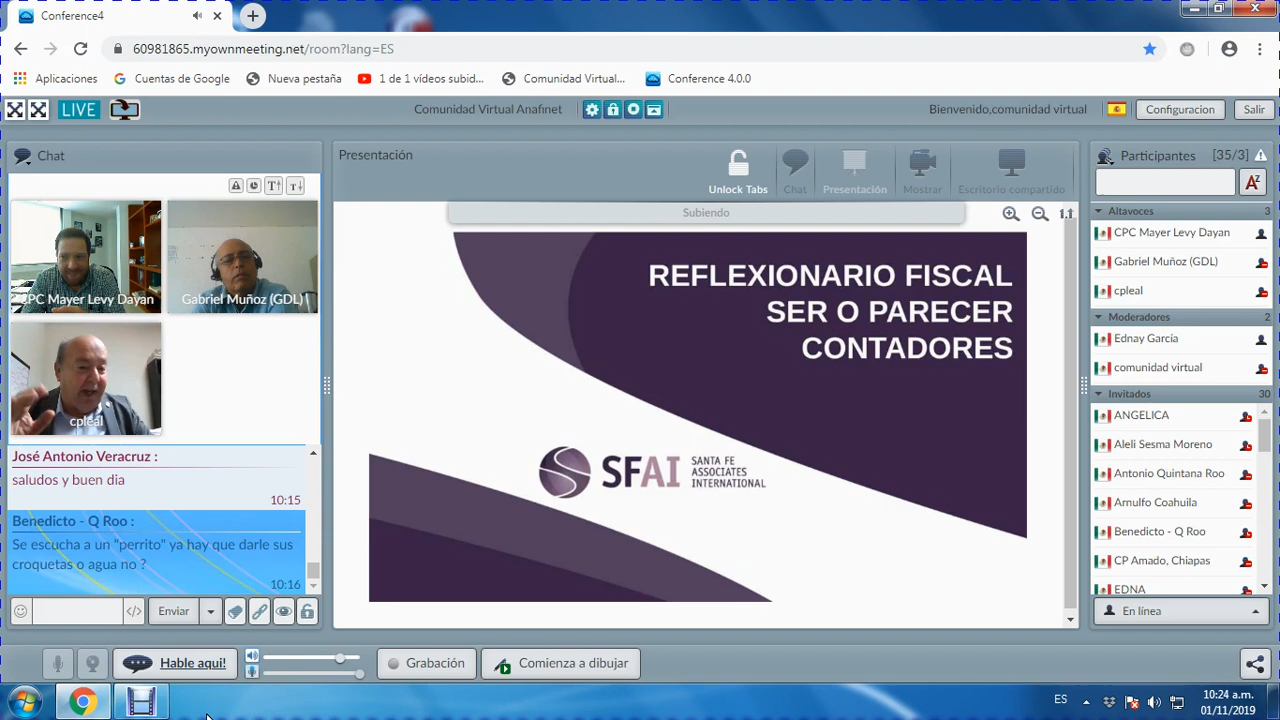 Conference4
60981865.myownmeeting.net/room?lang=ES
Aplicaciones
Cuentas de Google
Nueva pestaña
1 de 1 vídeos subid...
Comunidad Virtual...
Conference 4.0.0
LIVE
Comunidad Virtual Anafinet
Bienvenido,comunidad virtual
Configuracion
Salir
Chat
CPC Mayer Levy Dayan
Gabriel Muñoz (GDL)
cpleal
José Antonio Veracruz :
saludos y buen dia
10:15
Benedicto - Q Roo :
Se escucha a un "perrito" ya hay que darle sus
croquetas o agua no ?
10:16
Enviar
Presentación
Unlock Tabs
Chat
Presentación
Mostrar
Escritorio compartido
Subiendo
1:1
REFLEXIONARIO FISCAL
SER O PARECER
CONTADORES
SFAI
SANTA FE
ASSOCIATES
INTERNATIONAL
Participantes
[35/3]
Altavoces 3
CPC Mayer Levy Dayan
Gabriel Muñoz (GDL)
cpleal
Moderadores 2
Ednay García
comunidad virtual
Invitados 30
ANGELICA
Aleli Sesma Moreno
Antonio Quintana Roo
Arnulfo Coahuila
Benedicto - Q Roo
CP Amado, Chiapas
EDNA
En línea
Hable aqui!
Grabación
Comienza a dibujar
ES
10:24 a.m.
01/11/2019